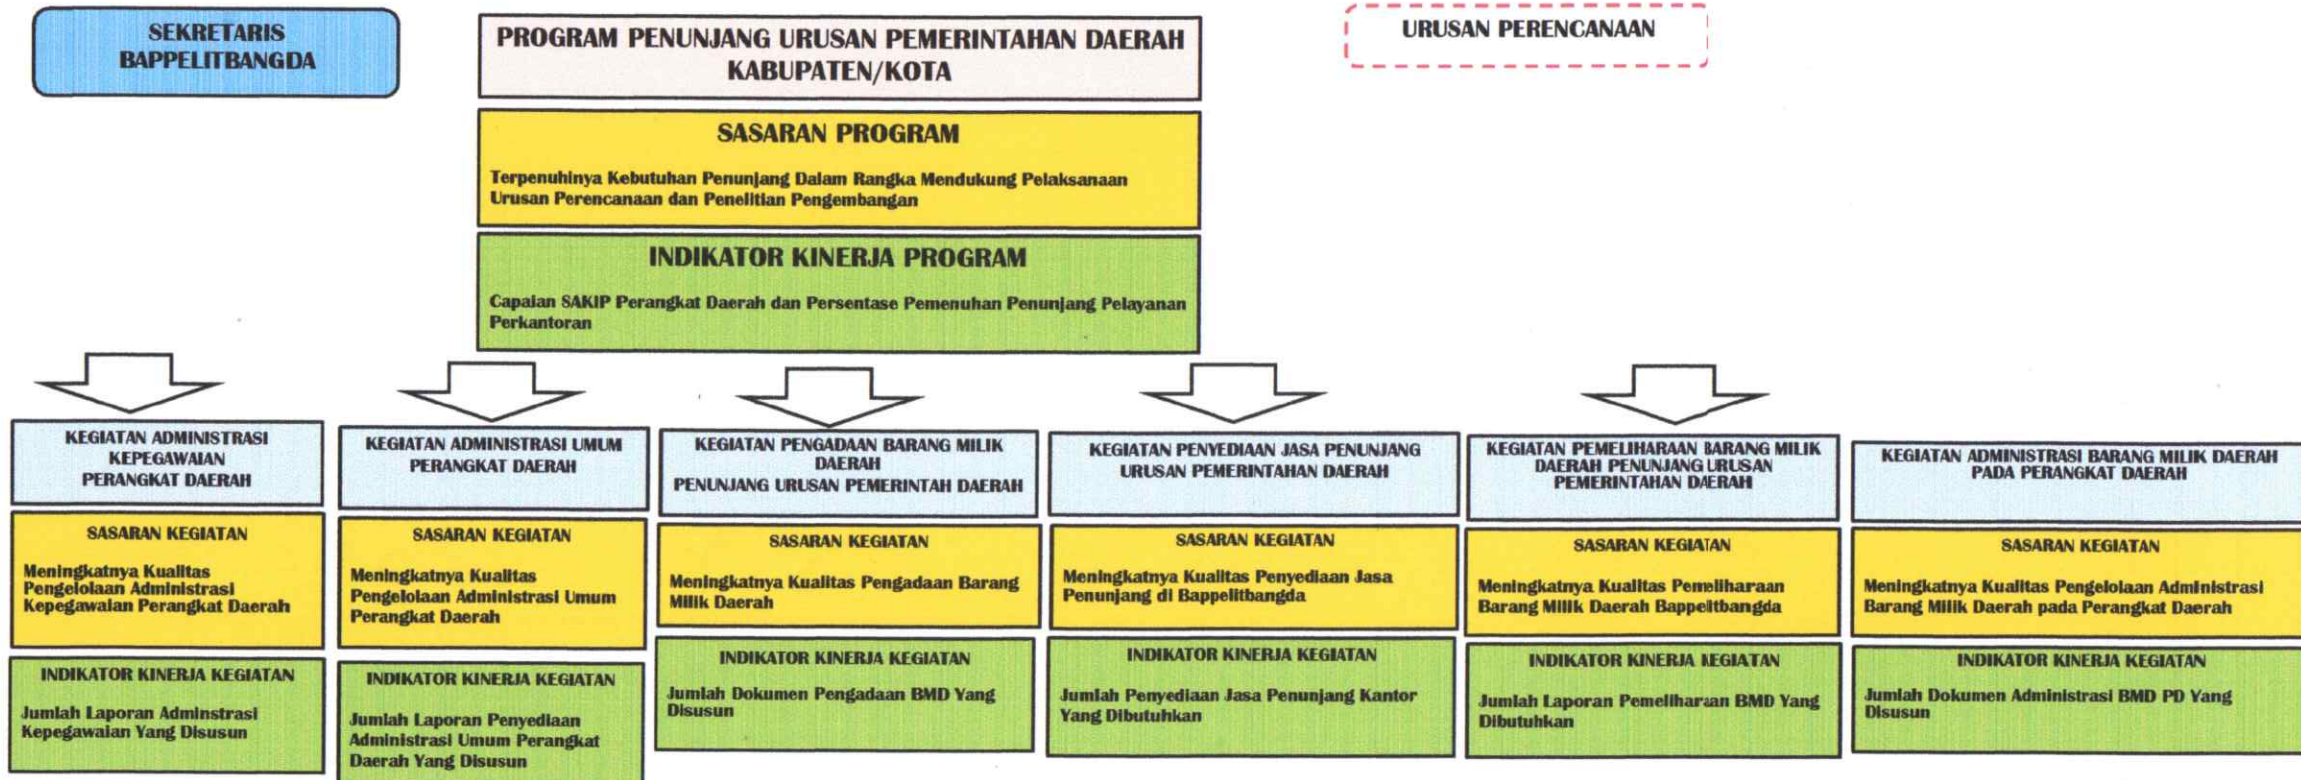 SEKRETARIS
BAPPELITBANGDA
PROGRAM PENUNJANG URUSAN PEMERINTAHAN DAERAH
KABUPATEN/KOTA
URUSAN PERENCANAAN
SASARAN PROGRAM
Terpenuhinya Kebutuhan Penunjang Dalam Rangka Mendukung Pelaksanaan
Urusan Perencanaan dan Penelitian Pengembangan
INDIKATOR KINERJA PROGRAM
Capaian SAKIP Perangkat Daerah dan Persentase Pemenuhan Penunjang Pelayanan
Perkantoran
KEGIATAN ADMINISTRASI
KEPEGAWAIAN
PERANGKAT DAERAH
SASARAN KEGIATAN
Meningkatnya Kualitas
Pengelolaan Administrasi
Kepegawaian Perangkat Daerah
INDIKATOR KINERJA KEGIATAN
Jumlah Laporan Adminstrasi
Kepegawaian Yang Disusun
KEGIATAN ADMINISTRASI UMUM
PERANGKAT DAERAH
SASARAN KEGIATAN
Meningkatnya Kualitas
Pengelolaan Administrasi Umum
Perangkat Daerah
INDIKATOR KINERJA KEGIATAN
Jumlah Laporan Penyediaan
Administrasi Umum Perangkat
Daerah Yang Disusun
KEGIATAN PENGADAAN BARANG MILIK
DAERAH
PENUNJANG URUSAN PEMERINTAH DAERAH
SASARAN KEGIATAN
Meningkatnya Kualitas Pengadaan Barang
Milik Daerah
INDIKATOR KINERJA KEGIATAN
Jumlah Dokumen Pengadaan BMD Yang
Disusun
KEGIATAN PENYEDIAAN JASA PENUNJANG
URUSAN PEMERINTAHAN DAERAH
SASARAN KEGIATAN
Meningkatnya Kualitas Penyediaan Jasa
Penunjang di Bappelitbangda
INDIKATOR KINERJA KEGIATAN
Jumlah Penyediaan Jasa Penunjang Kantor
Yang Dibutuhkan
KEGIATAN PEMELIHARAAN BARANG MILIK
DAERAH PENUNJANG URUSAN
PEMERINTAHAN DAERAH
SASARAN KEGIATAN
Meningkatnya Kualitas Pemeliharaan
Barang Milik Daerah Bappelitbangda
INDIKATOR KINERJA KEGIATAN
Jumlah Laporan Pemeliharaan BMD Yang
Dibutuhkan
KEGIATAN ADMINISTRASI BARANG MILIK DAERAH
PADA PERANGKAT DAERAH
SASARAN KEGIATAN
Meningkatnya Kualitas Pengelolaan Administrasi
Barang Milik Daerah pada Perangkat Daerah
INDIKATOR KINERJA KEGIATAN
Jumlah Dokumen Administrasi BMD PD Yang
Disusun